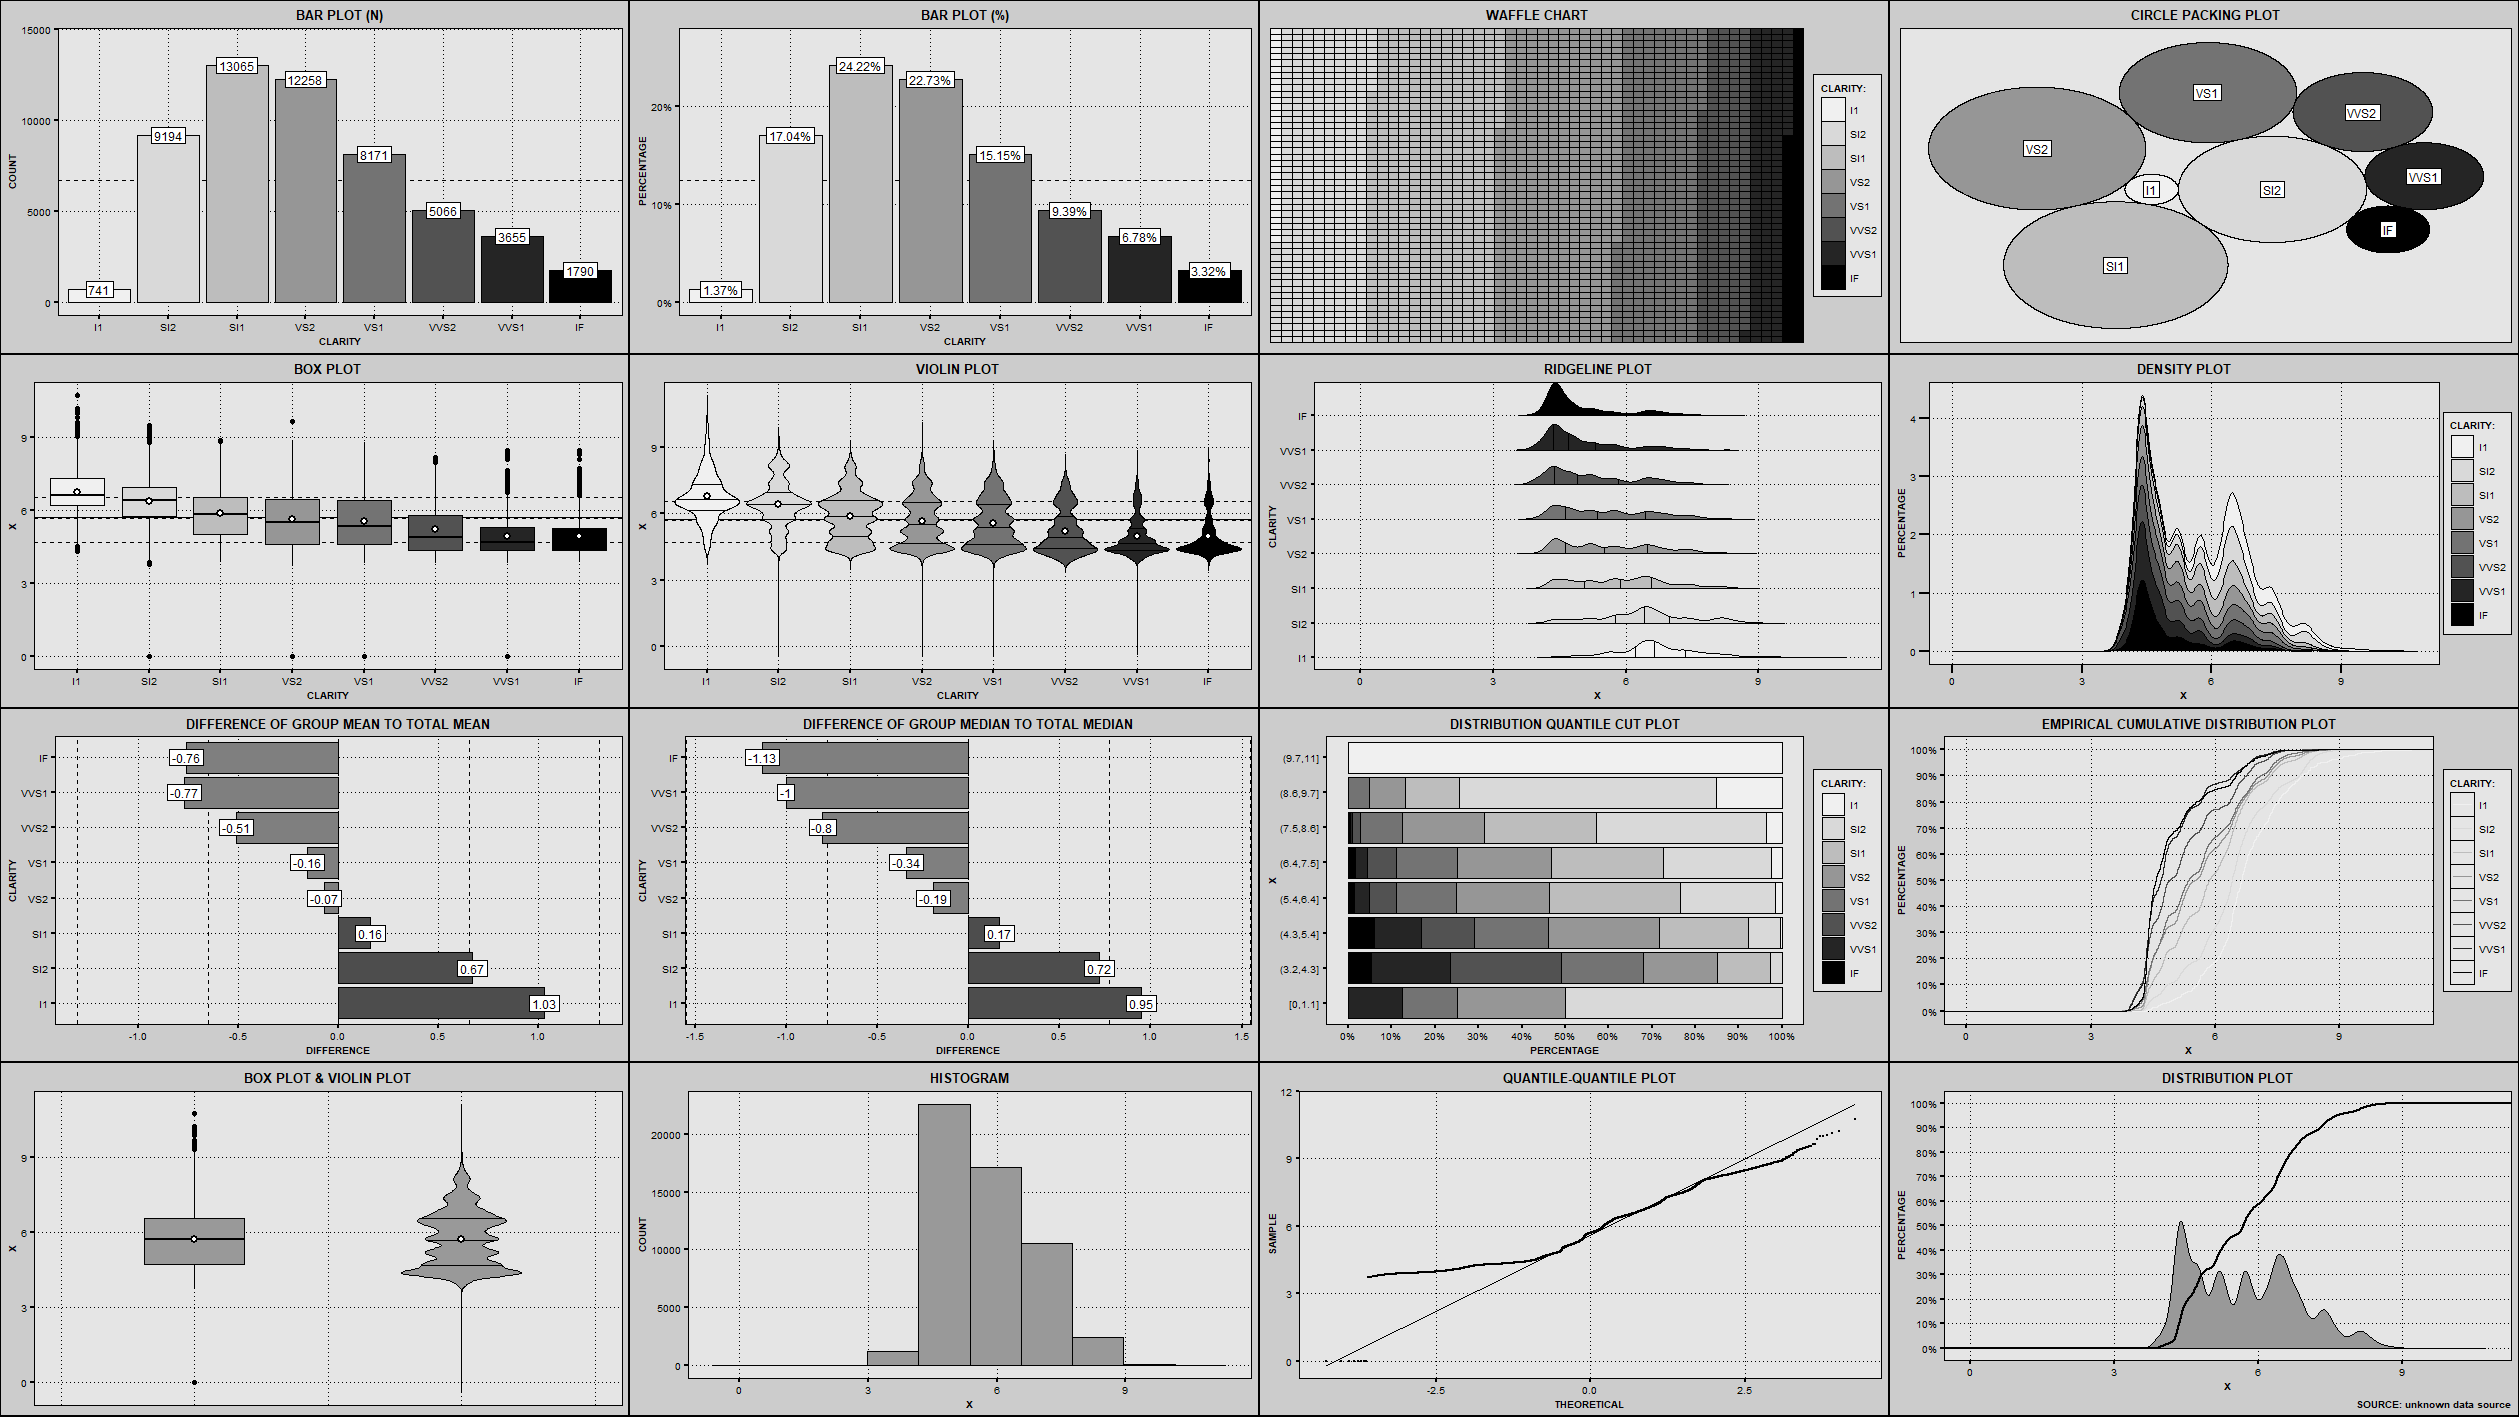 BAR PLOT (N)
15000
10000
5000
0
COUNT
741
9194
13065
12258
8171
5066
3655
1790
I1 SI2 SI1 VS2 VS1 VVS2 VVS1 IF
CLARITY
BAR PLOT (%)
20%
10%
0%
PERCENTAGE
1.37%
17.04%
24.22%
22.73%
15.15%
9.39%
6.78%
3.32%
I1 SI2 SI1 VS2 VS1 VVS2 VVS1 IF
CLARITY
WAFFLE CHART
CLARITY:
I1
SI2
SI1
VS2
VS1
VVS2
VVS1
IF
CIRCLE PACKING PLOT
VS1
VVS2
VS2
VVS1
I1
SI2
IF
SI1
BOX PLOT
9
6
3
0
X
I1 SI2 SI1 VS2 VS1 VVS2 VVS1 IF
CLARITY
VIOLIN PLOT
9
6
3
0
X
I1 SI2 SI1 VS2 VS1 VVS2 VVS1 IF
CLARITY
RIDGELINE PLOT
IF
VVS1
VVS2
VS1
VS2
SI1
SI2
I1
CLARITY
0 3 6 9
X
DENSITY PLOT
4
3
2
1
0
PERCENTAGE
0 3 6 9
X
CLARITY:
I1
SI2
SI1
VS2
VS1
VVS2
VVS1
IF
DIFFERENCE OF GROUP MEAN TO TOTAL MEAN
IF -0.76
VVS1 -0.77
VVS2 -0.51
VS1 -0.16
VS2 -0.07
SI1 0.16
SI2 0.67
I1 1.03
CLARITY
-1.0 -0.5 0.0 0.5 1.0
DIFFERENCE
DIFFERENCE OF GROUP MEDIAN TO TOTAL MEDIAN
IF -1.13
VVS1 -1
VVS2 -0.8
VS1 -0.34
VS2 -0.19
SI1 0.17
SI2 0.72
I1 0.95
CLARITY
-1.5 -1.0 -0.5 0.0 0.5 1.0 1.5
DIFFERENCE
DISTRIBUTION QUANTILE CUT PLOT
(9.7,11]
(8.6,9.7]
(7.5,8.6]
(6.4,7.5]
(5.4,6.4]
(4.3,5.4]
(3.2,4.3]
[0,1.1]
X
0% 10% 20% 30% 40% 50% 60% 70% 80% 90% 100%
PERCENTAGE
CLARITY:
I1
SI2
SI1
VS2
VS1
VVS2
VVS1
IF
EMPIRICAL CUMULATIVE DISTRIBUTION PLOT
100%
90%
80%
70%
60%
50%
40%
30%
20%
10%
0%
PERCENTAGE
0 3 6 9
X
CLARITY:
I1
SI2
SI1
VS2
VS1
VVS2
VVS1
IF
BOX PLOT & VIOLIN PLOT
9
6
3
0
X
HISTOGRAM
20000
15000
10000
5000
0
COUNT
0 3 6 9
X
QUANTILE-QUANTILE PLOT
12
9
6
3
0
SAMPLE
-2.5 0.0 2.5
THEORETICAL
DISTRIBUTION PLOT
100%
90%
80%
70%
60%
50%
40%
30%
20%
10%
0%
PERCENTAGE
0 3 6 9
X
SOURCE: unknown data source